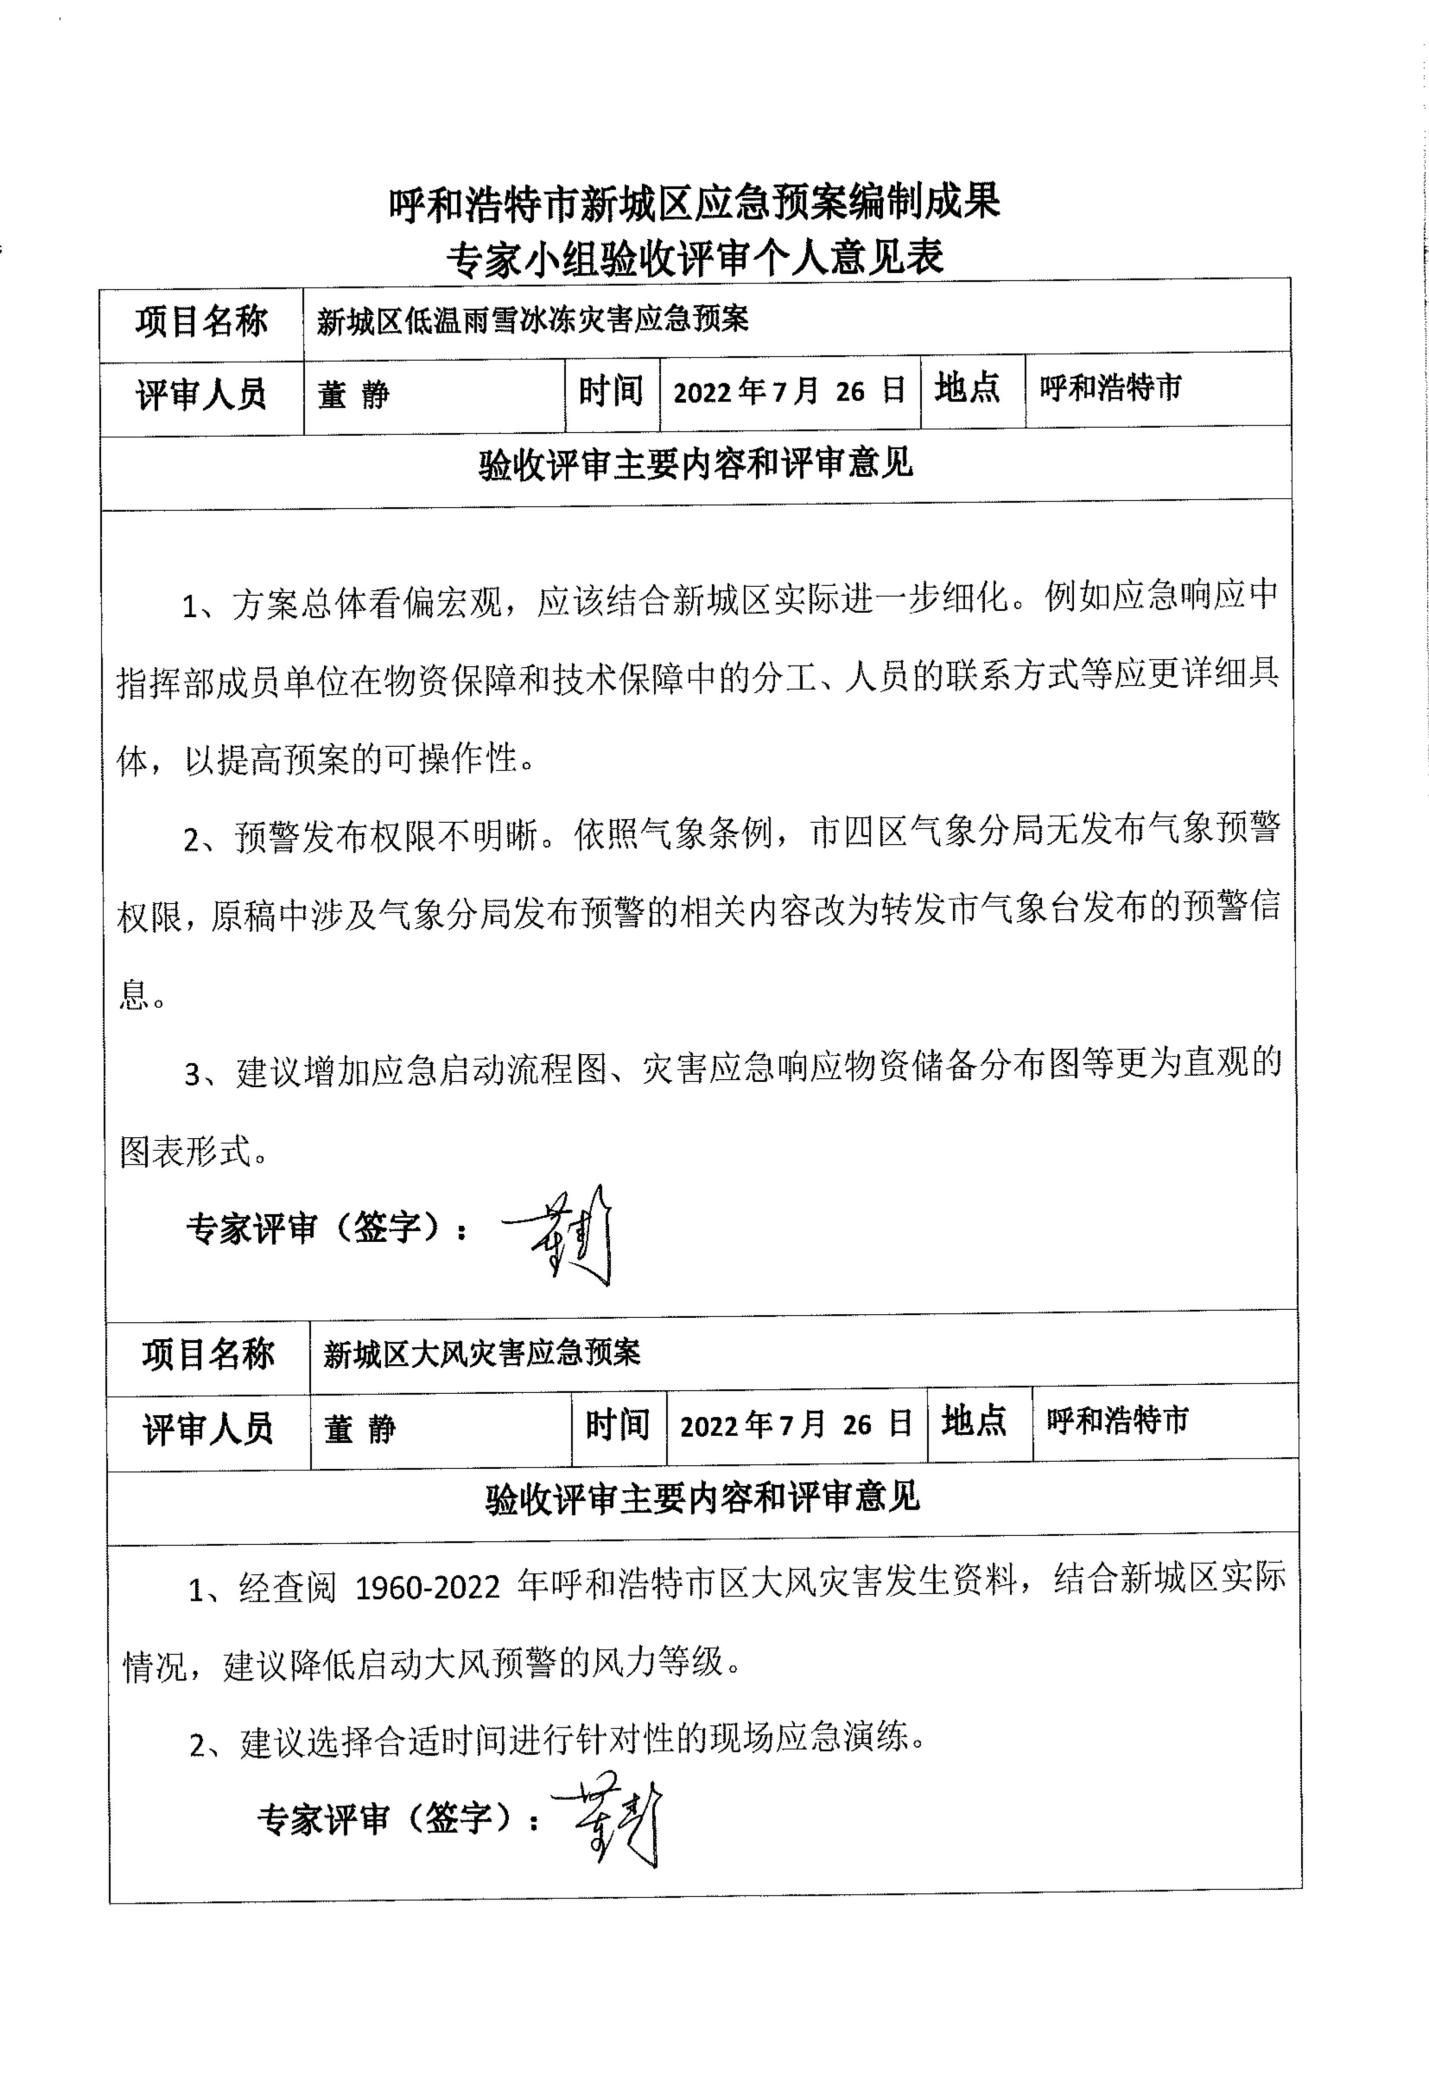 呼和浩特市新城区应急预案编制成果
专家小组验收评审个人意见表
项目名称 新城区低温雨雪冰冻灾害应急预案
评审人员 董 静 时间 2022年7月 26 日 地点 呼和浩特市
验收评审主要内容和评审意见
1、方案总体看偏宏观，应该结合新城区实际进一步细化。例如应急响应中
指挥部成员单位在物资保障和技术保障中的分工、人员的联系方式等应更详细具
体，以提高预案的可操作性。
2、预警发布权限不明晰。依照气象条例，市四区气象分局无发布气象预警
权限，原稿中涉及气象分局发布预警的相关内容改为转发市气象台发布的预警信
息。
3、建议增加应急启动流程图、灾害应急响应物资储备分布图等更为直观的
图表形式。
专家评审（签字）：董静
项目名称 新城区大风灾害应急预案
评审人员 董 静 时间 2022年7月 26 日 地点 呼和浩特市
验收评审主要内容和评审意见
1、经查阅 1960-2022 年呼和浩特市区大风灾害发生资料，结合新城区实际
情况，建议降低启动大风预警的风力等级。
2、建议选择合适时间进行针对性的现场应急演练。
专家评审（签字）：董静